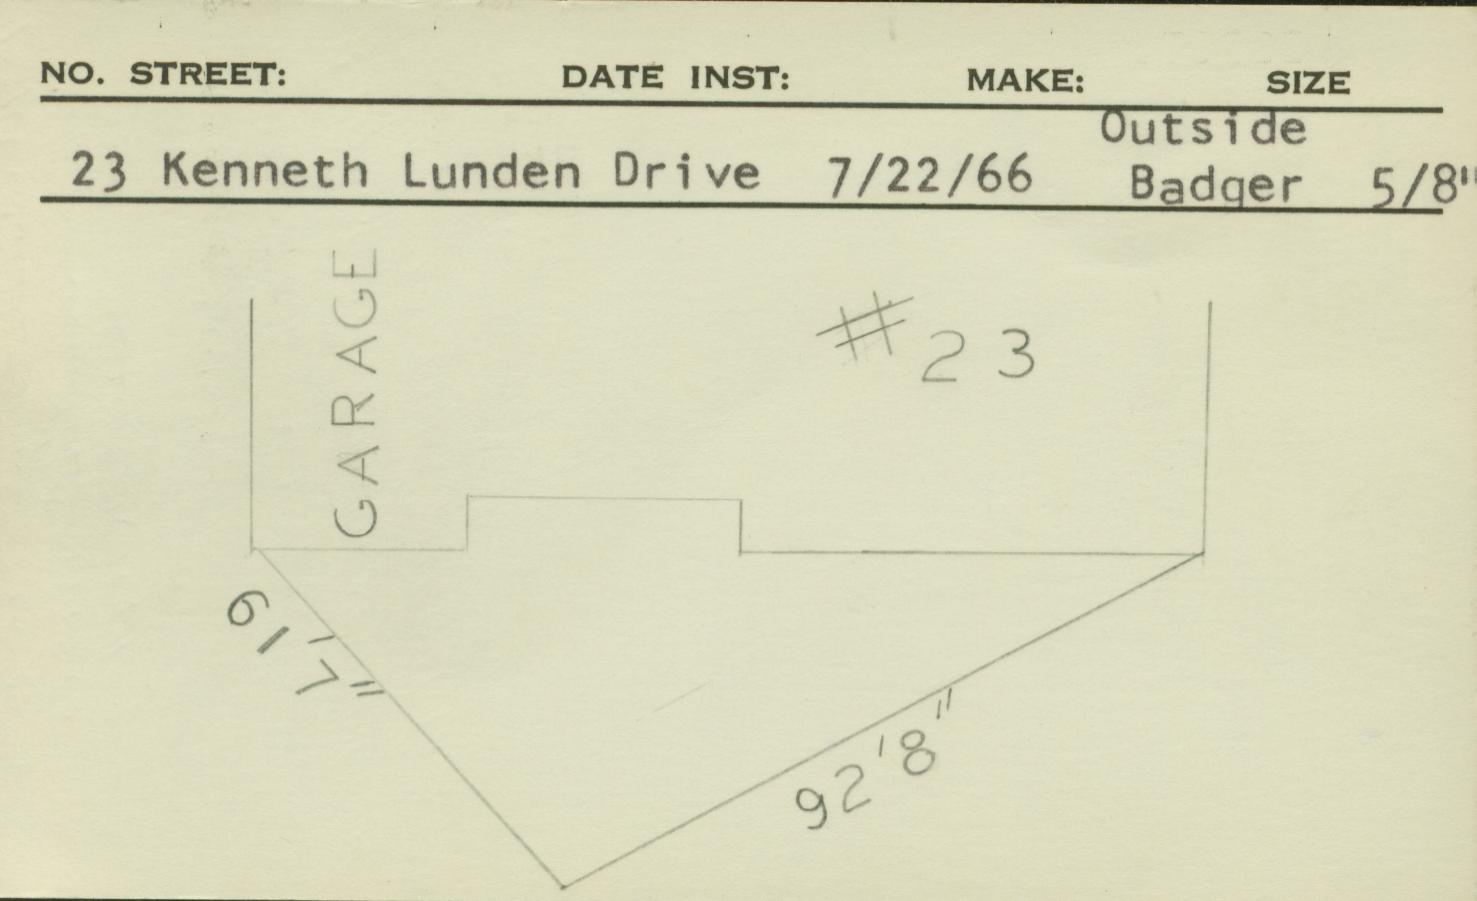 NO. STREET: DATE INST: MAKE: SIZE
Outside
23 Kenneth Lunden Drive 7/22/66 Badger 5/8"
GARAGE
#23
61'7"
92'8"